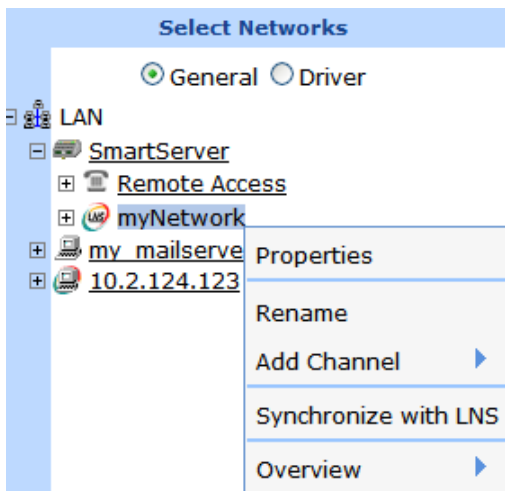 Select Networks
General Driver
LAN
SmartServer
Remote Access
LNS myNetwork
my_mailserve
10.2.124.123
Properties
Rename
Add Channel
Synchronize with LNS
Overview